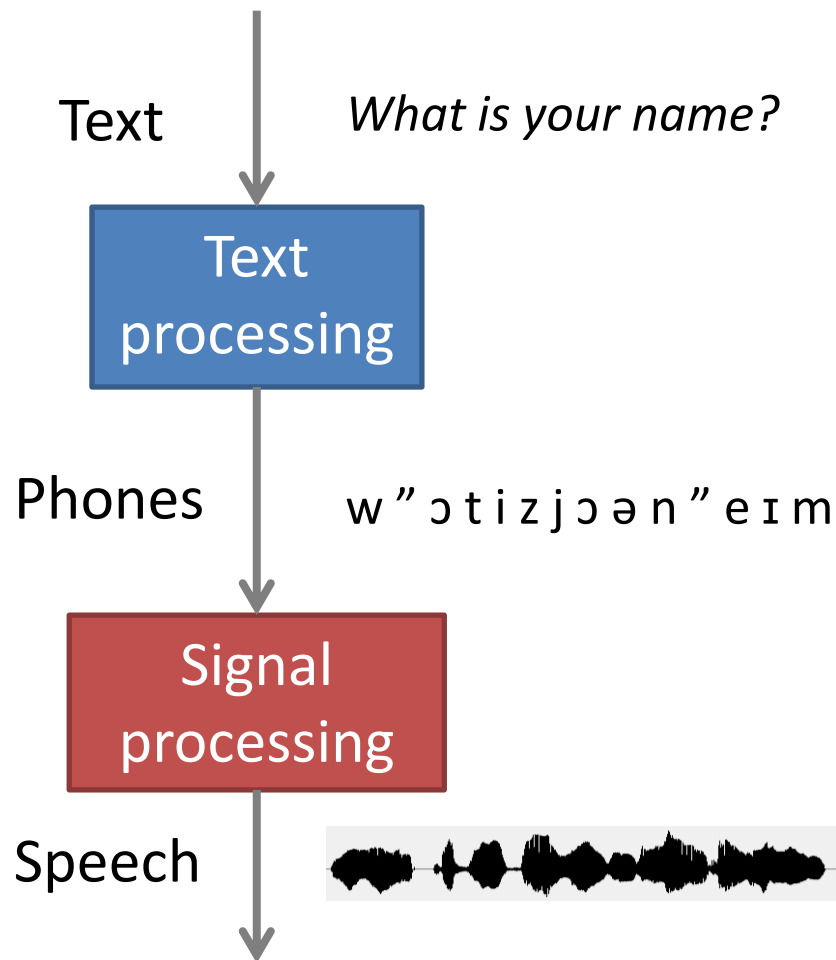 Text
What is your name?
Text
processing
Phones
w ” ɔ t i z j ɔ ə n ” e ɪ m
Signal
processing
Speech